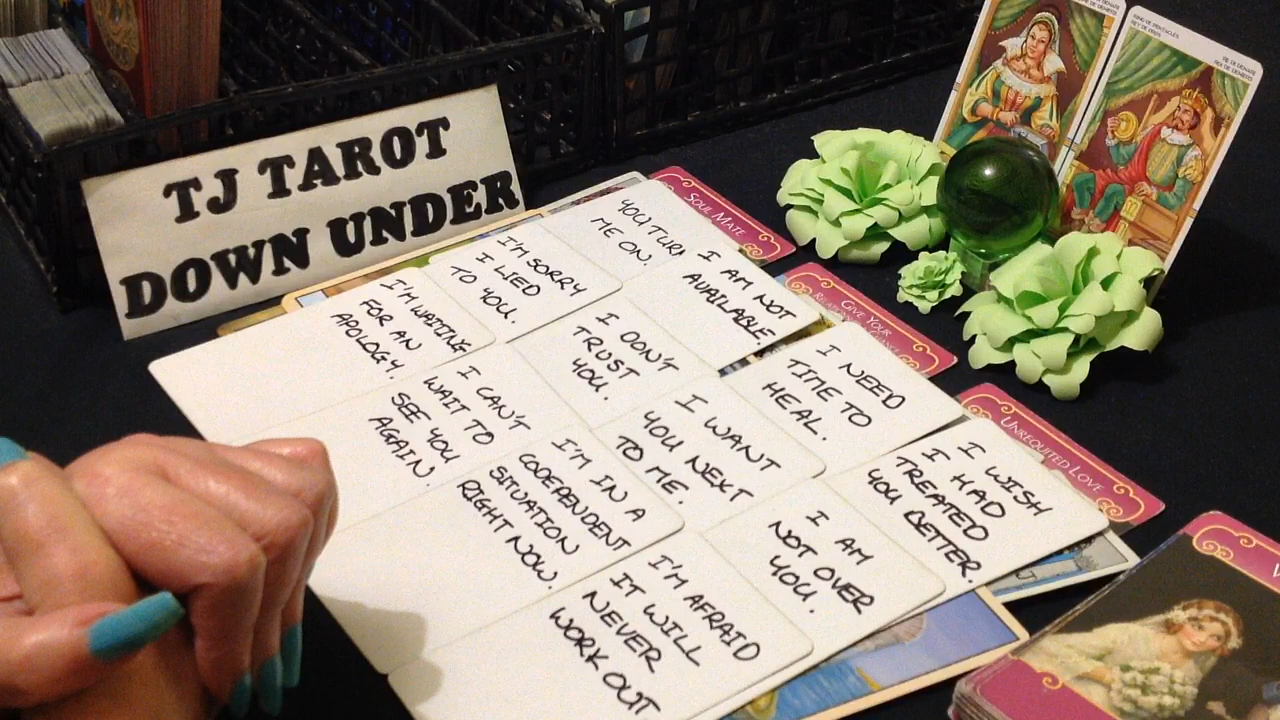 TJ TAROT
DOWN UNDER
YOU TURN
ME ON.
SOUL MATE
I'M SORRY
I LIED
TO YOU.
I AM NOT
AVAILABLE.
GIVE YOUR
I'M WAITING
FOR AN
APOLOGY.
I DON'T
TRUST
YOU.
I NEED
TIME TO
HEAL.
UNREQUITED LOVE
I CAN'T
WAIT TO
SEE YOU
AGAIN.
I WANT
YOU NEXT
TO ME.
I WISH
I HAD
TREATED
YOU BETTER.
I'M IN A
CODEPENDENT
SITUATION
RIGHT NOW.
I AM
NOT OVER
YOU.
I'M AFRAID
IT WILL
NEVER
WORK OUT
KING OF PENTACLES